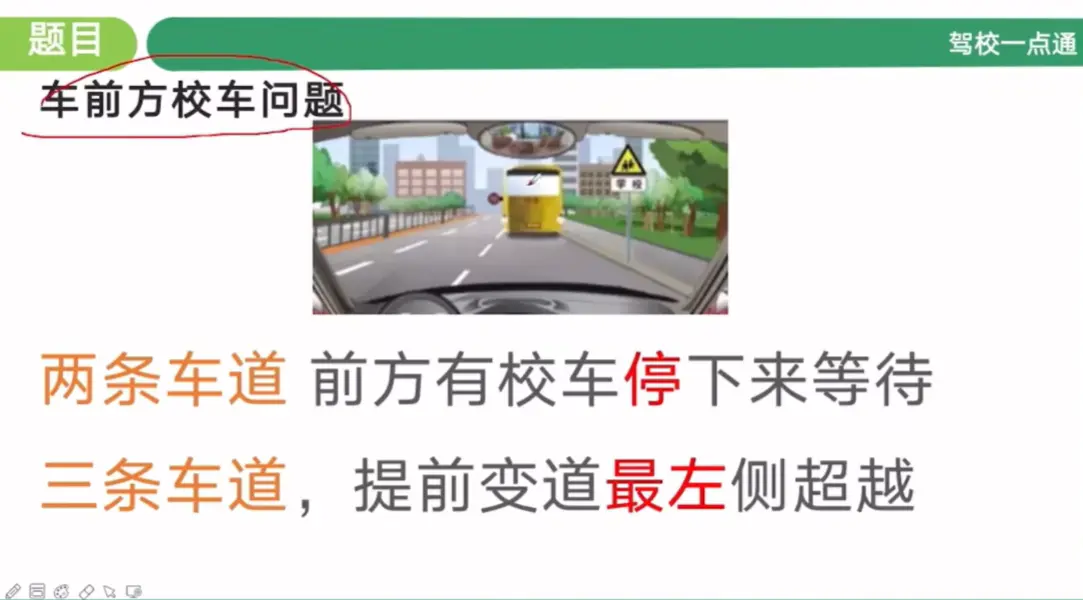 题目
驾校一点通
车前方校车问题
学校
两条车道 前方有校车停下来等待
三条车道，提前变道最左侧超越